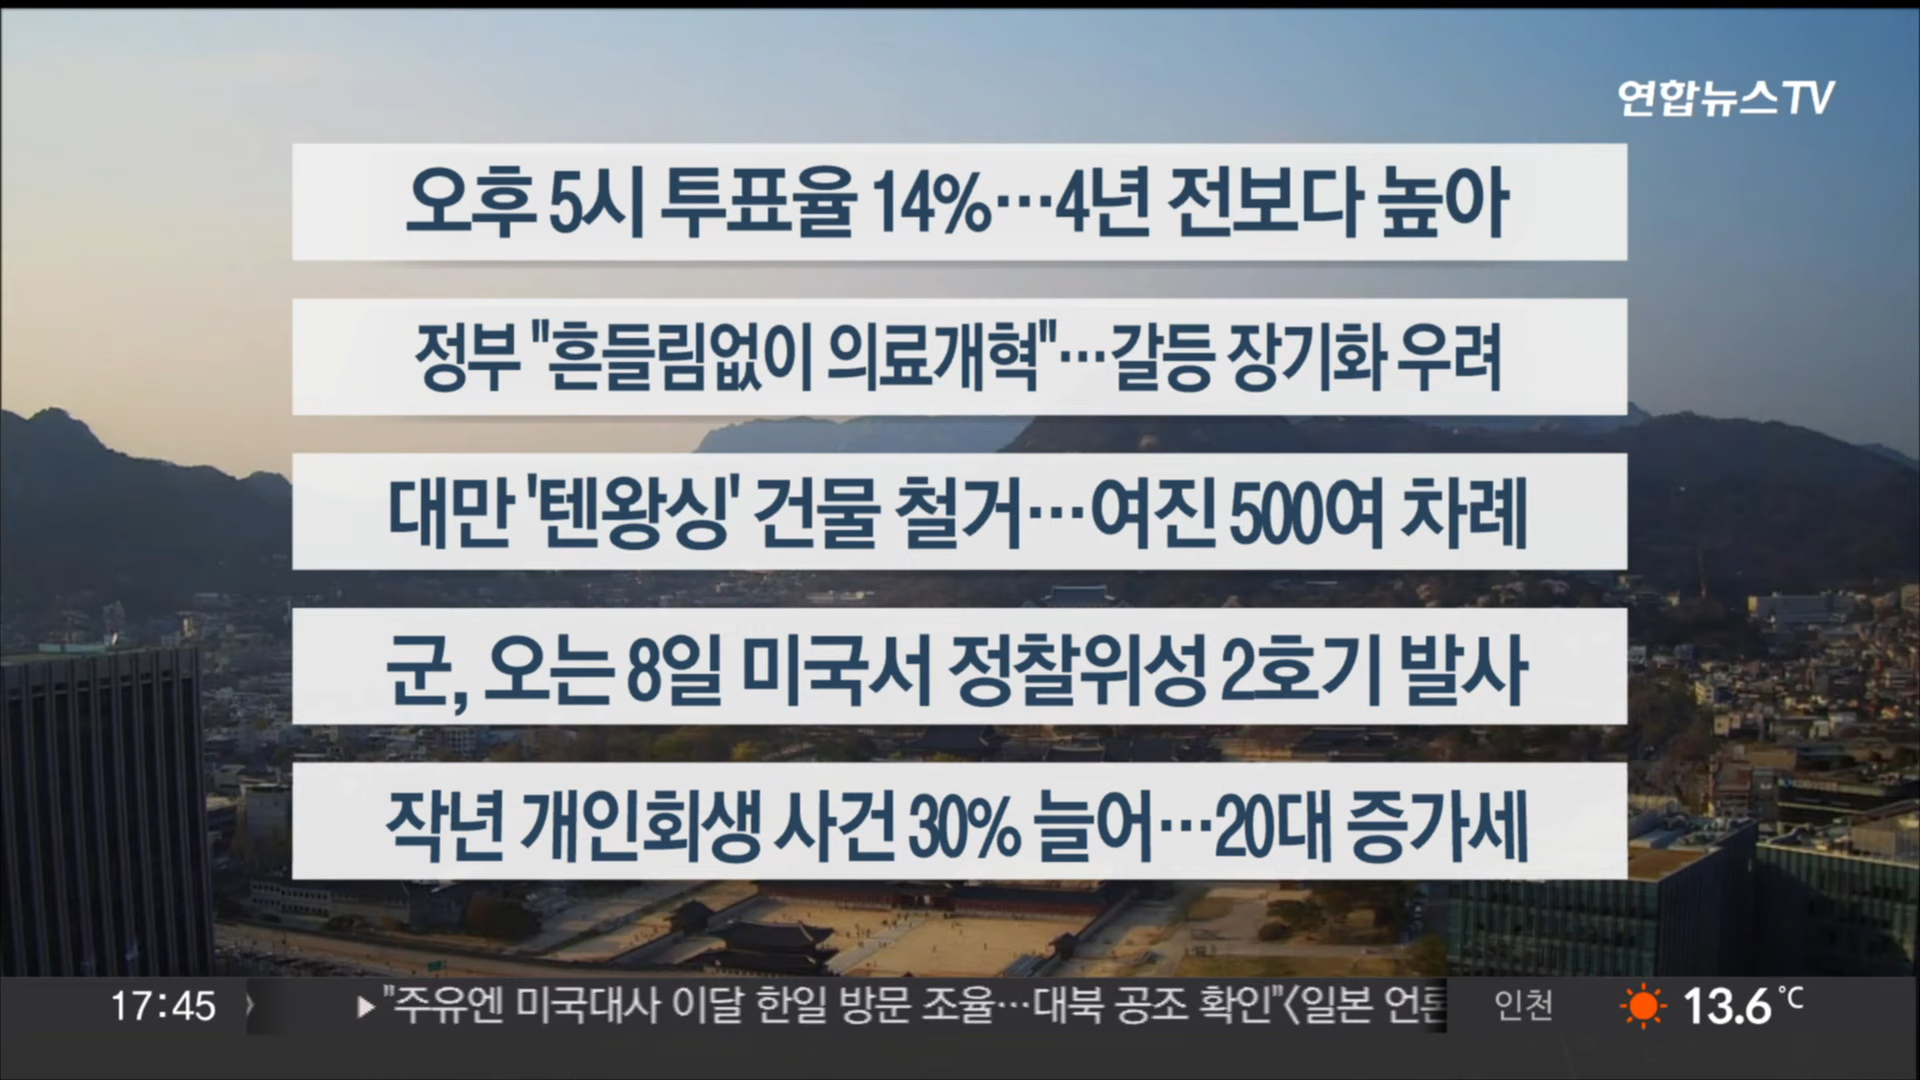 연합뉴스TV
오후 5시 투표율 14%…4년 전보다 높아
정부 "흔들림없이 의료개혁"…갈등 장기화 우려
대만 '텐왕싱' 건물 철거…여진 500여 차례
군, 오는 8일 미국서 정찰위성 2호기 발사
작년 개인회생 사건 30% 늘어…20대 증가세
17:45 ▶"주유엔 미국대사 이달 한일 방문 조율…대북 공조 확인"<일본 언론 인천 13.6℃